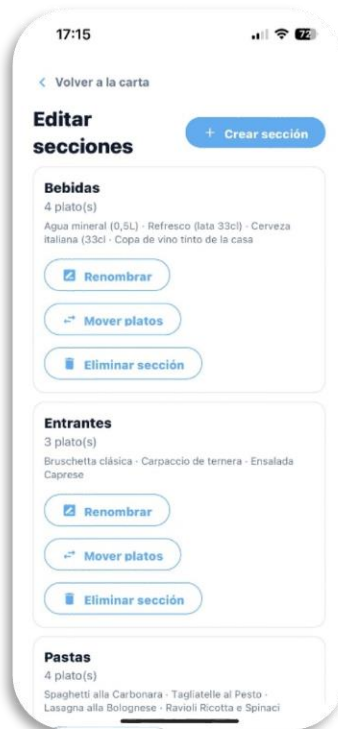 17:15
72
Volver a la carta
Editar
secciones
+ Crear sección
Bebidas
4 plato(s)
Agua mineral (0,5L) · Refresco (lata 33cl) · Cerveza
italiana (33cl · Copa de vino tinto de la casa
Renombrar
Mover platos
Eliminar sección
Entrantes
3 plato(s)
Bruschetta clásica · Carpaccio de ternera · Ensalada
Caprese
Renombrar
Mover platos
Eliminar sección
Pastas
4 plato(s)
Spaghetti alla Carbonara · Tagliatelle al Pesto ·
Lasagna alla Bolognese · Ravioli Ricotta e Spinaci